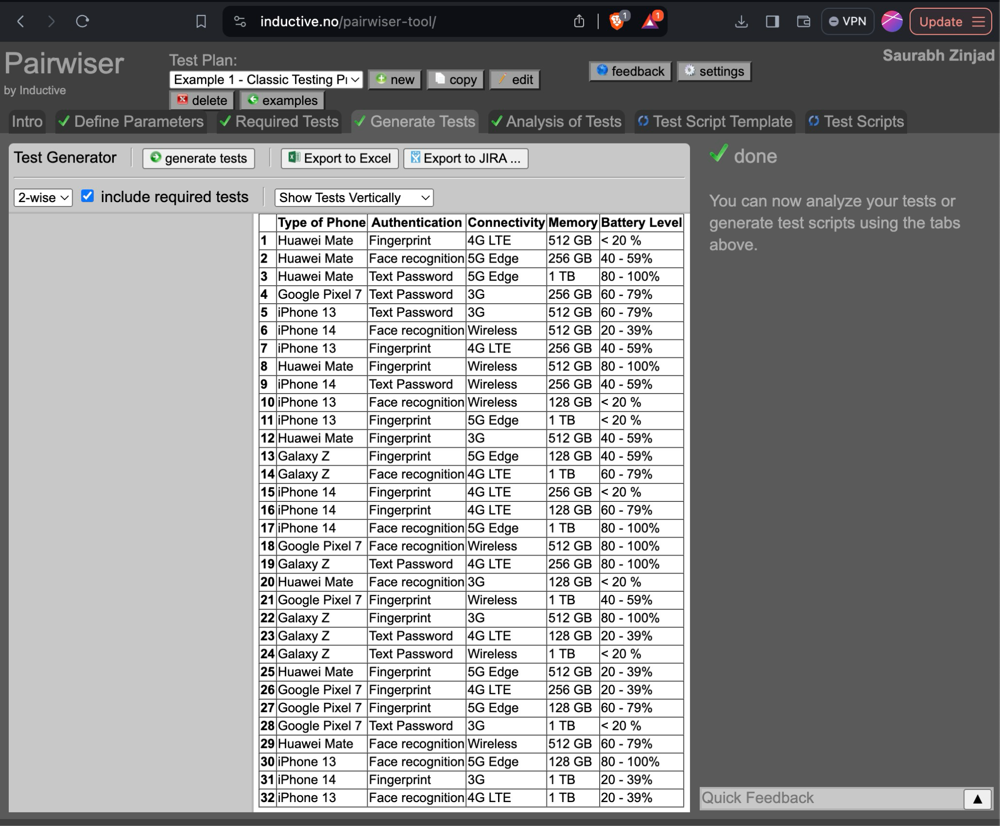 inductive.no/pairwiser-tool/
1
1
VPN
Update
Pairwiser
by Inductive
Test Plan:
Example 1 - Classic Testing Pr
new
copy
edit
delete
examples
feedback
settings
Saurabh Zinjad
Intro
Define Parameters
Required Tests
Generate Tests
Analysis of Tests
Test Script Template
Test Scripts
Test Generator
generate tests
Export to Excel
Export to JIRA ...
2-wise
include required tests
Show Tests Vertically
Type of Phone Authentication Connectivity Memory Battery Level
1 Huawei Mate Fingerprint 4G LTE 512 GB < 20 %
2 Huawei Mate Face recognition 5G Edge 256 GB 40 - 59%
3 Huawei Mate Text Password 5G Edge 1 TB 80 - 100%
4 Google Pixel 7 Text Password 3G 256 GB 60 - 79%
5 iPhone 13 Text Password 3G 512 GB 60 - 79%
6 iPhone 14 Face recognition Wireless 512 GB 20 - 39%
7 iPhone 13 Fingerprint 4G LTE 256 GB 40 - 59%
8 Huawei Mate Fingerprint Wireless 512 GB 80 - 100%
9 iPhone 14 Text Password Wireless 256 GB 40 - 59%
10 iPhone 13 Face recognition Wireless 128 GB < 20 %
11 iPhone 13 Fingerprint 5G Edge 1 TB < 20 %
12 Huawei Mate Fingerprint 3G 512 GB 40 - 59%
13 Galaxy Z Fingerprint 5G Edge 128 GB 40 - 59%
14 Galaxy Z Face recognition 4G LTE 1 TB 60 - 79%
15 iPhone 14 Fingerprint 4G LTE 256 GB < 20 %
16 iPhone 14 Fingerprint 4G LTE 128 GB 60 - 79%
17 iPhone 14 Face recognition 5G Edge 1 TB 80 - 100%
18 Google Pixel 7 Face recognition Wireless 512 GB 80 - 100%
19 Galaxy Z Text Password 4G LTE 256 GB 80 - 100%
20 Huawei Mate Face recognition 3G 128 GB < 20 %
21 Google Pixel 7 Fingerprint Wireless 1 TB 40 - 59%
22 Galaxy Z Fingerprint 3G 512 GB 80 - 100%
23 Galaxy Z Text Password 4G LTE 128 GB 20 - 39%
24 Galaxy Z Text Password Wireless 1 TB < 20 %
25 Huawei Mate Fingerprint 5G Edge 512 GB 20 - 39%
26 Google Pixel 7 Fingerprint 4G LTE 256 GB 20 - 39%
27 Google Pixel 7 Fingerprint 5G Edge 128 GB 60 - 79%
28 Google Pixel 7 Text Password 3G 1 TB < 20 %
29 Huawei Mate Face recognition Wireless 512 GB 60 - 79%
30 iPhone 13 Face recognition 5G Edge 128 GB 80 - 100%
31 iPhone 14 Fingerprint 3G 1 TB 20 - 39%
32 iPhone 13 Face recognition 4G LTE 1 TB 20 - 39%
done
You can now analyze your tests or
generate test scripts using the tabs
above.
Quick Feedback